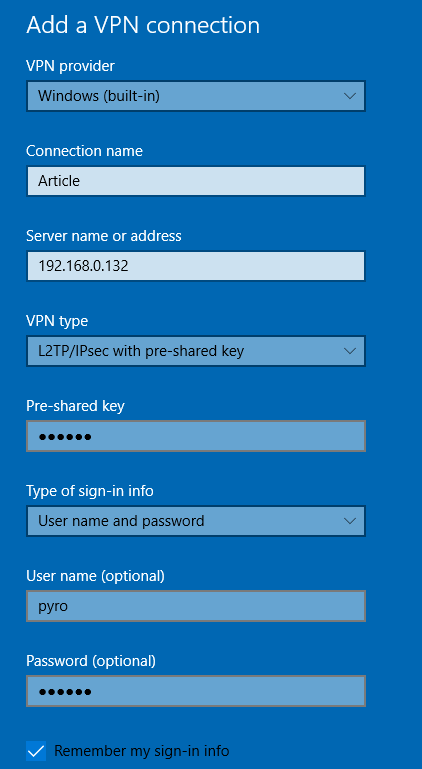 Add a VPN connection
VPN provider
Windows (built-in)
Connection name
Article
Server name or address
192.168.0.132
VPN type
L2TP/IPsec with pre-shared key
Pre-shared key
●●●●●●
Type of sign-in info
User name and password
User name (optional)
pyro
Password (optional)
●●●●●●
Remember my sign-in info